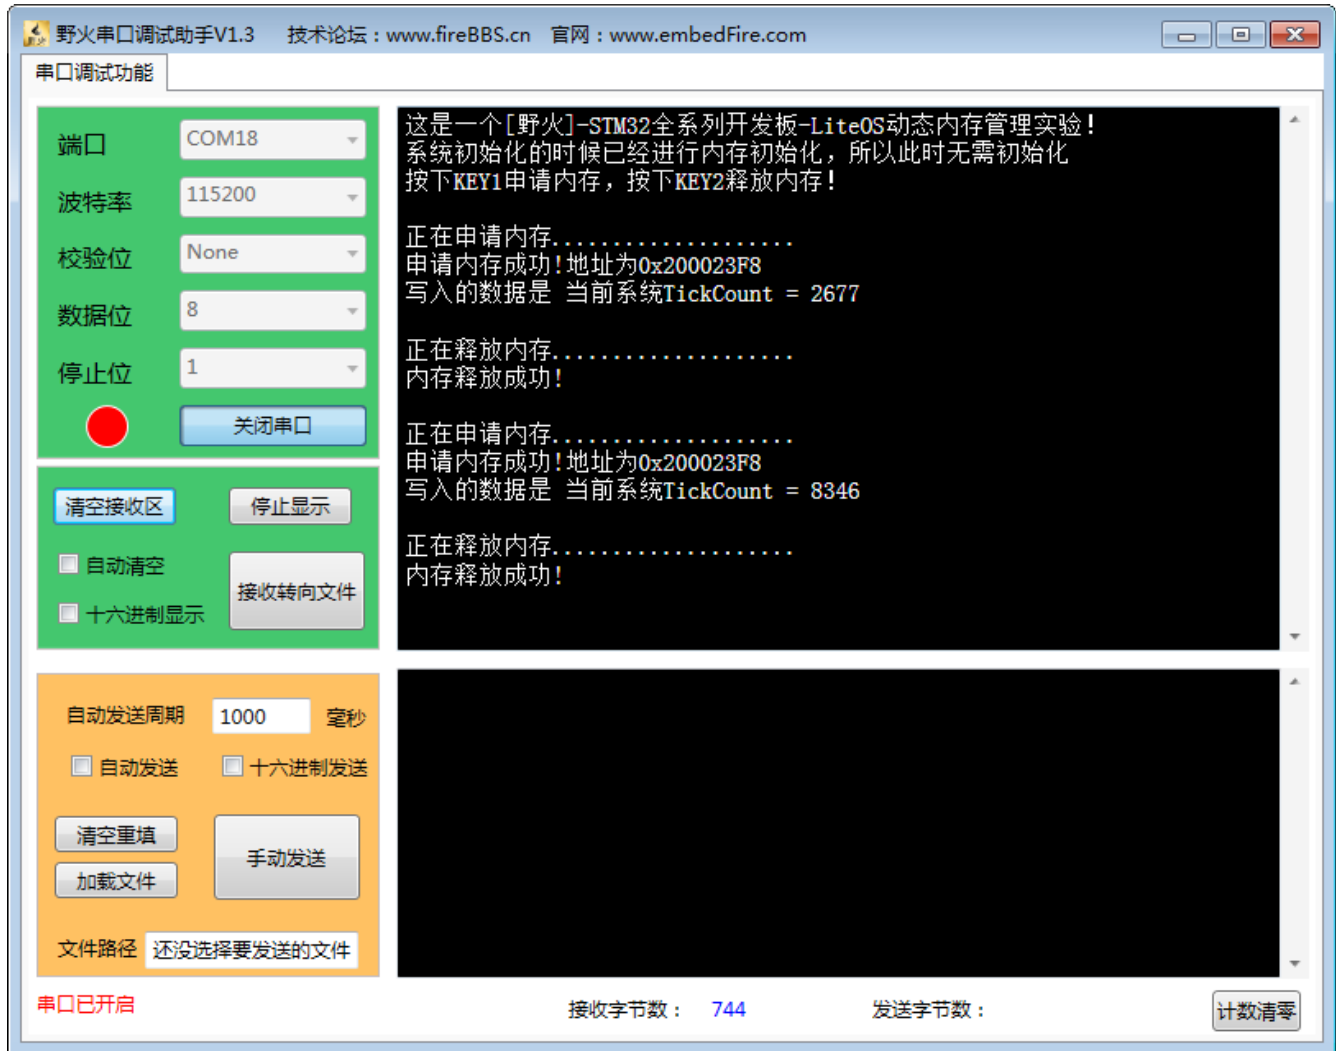 野火串口调试助手V1.3 技术论坛：www.fireBBS.cn 官网：www.embedFire.com
串口调试功能
端口 COM18
波特率 115200
校验位 None
数据位 8
停止位 1
关闭串口
清空接收区 停止显示
自动清空
接收转向文件
十六进制显示
这是一个[野火]-STM32全系列开发板-LiteOS动态内存管理实验!
系统初始化的时候已经进行内存初始化，所以此时无需初始化
按下KEY1申请内存，按下KEY2释放内存!
正在申请内存....................
申请内存成功!地址为0x200023F8
写入的数据是 当前系统TickCount = 2677
正在释放内存....................
内存释放成功!
正在申请内存....................
申请内存成功!地址为0x200023F8
写入的数据是 当前系统TickCount = 8346
正在释放内存....................
内存释放成功!
自动发送周期 1000 毫秒
自动发送 十六进制发送
清空重填
手动发送
加载文件
文件路径 还没选择要发送的文件
串口已开启 接收字节数： 744 发送字节数： 计数清零